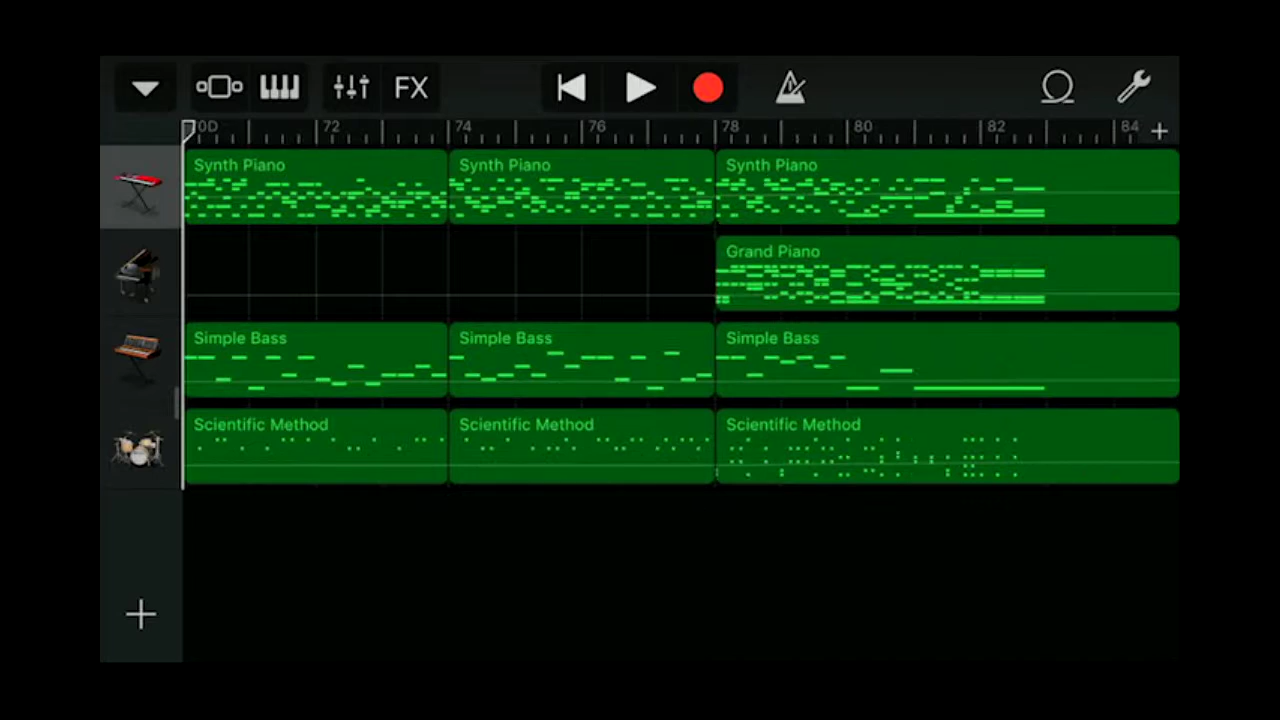 FX
70D 72 74 76 78 80 82 84
Synth Piano Synth Piano Synth Piano
Grand Piano
Simple Bass Simple Bass Simple Bass
Scientific Method Scientific Method Scientific Method